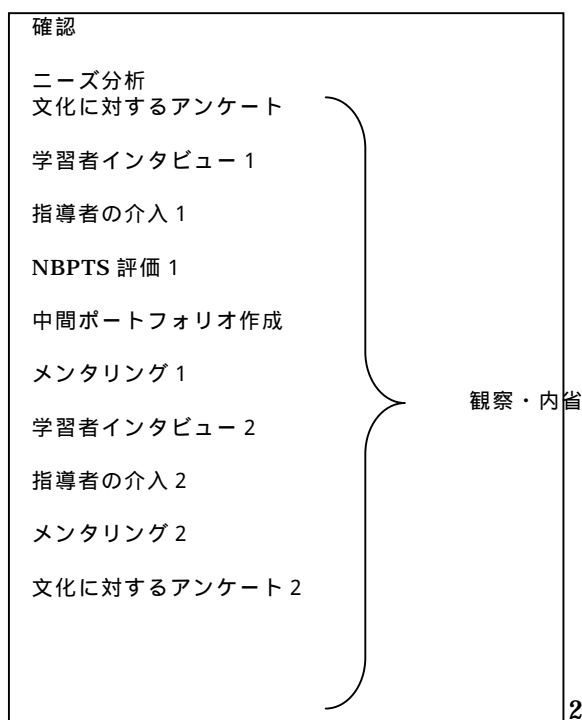 確認
ニーズ分析
文化に対するアンケート
学習者インタビュー 1
指導者の介入 1
NBPTS 評価 1
中間ポートフォリオ作成
メンタリング 1
観察・内省
学習者インタビュー 2
指導者の介入 2
メンタリング 2
文化に対するアンケート 2
2